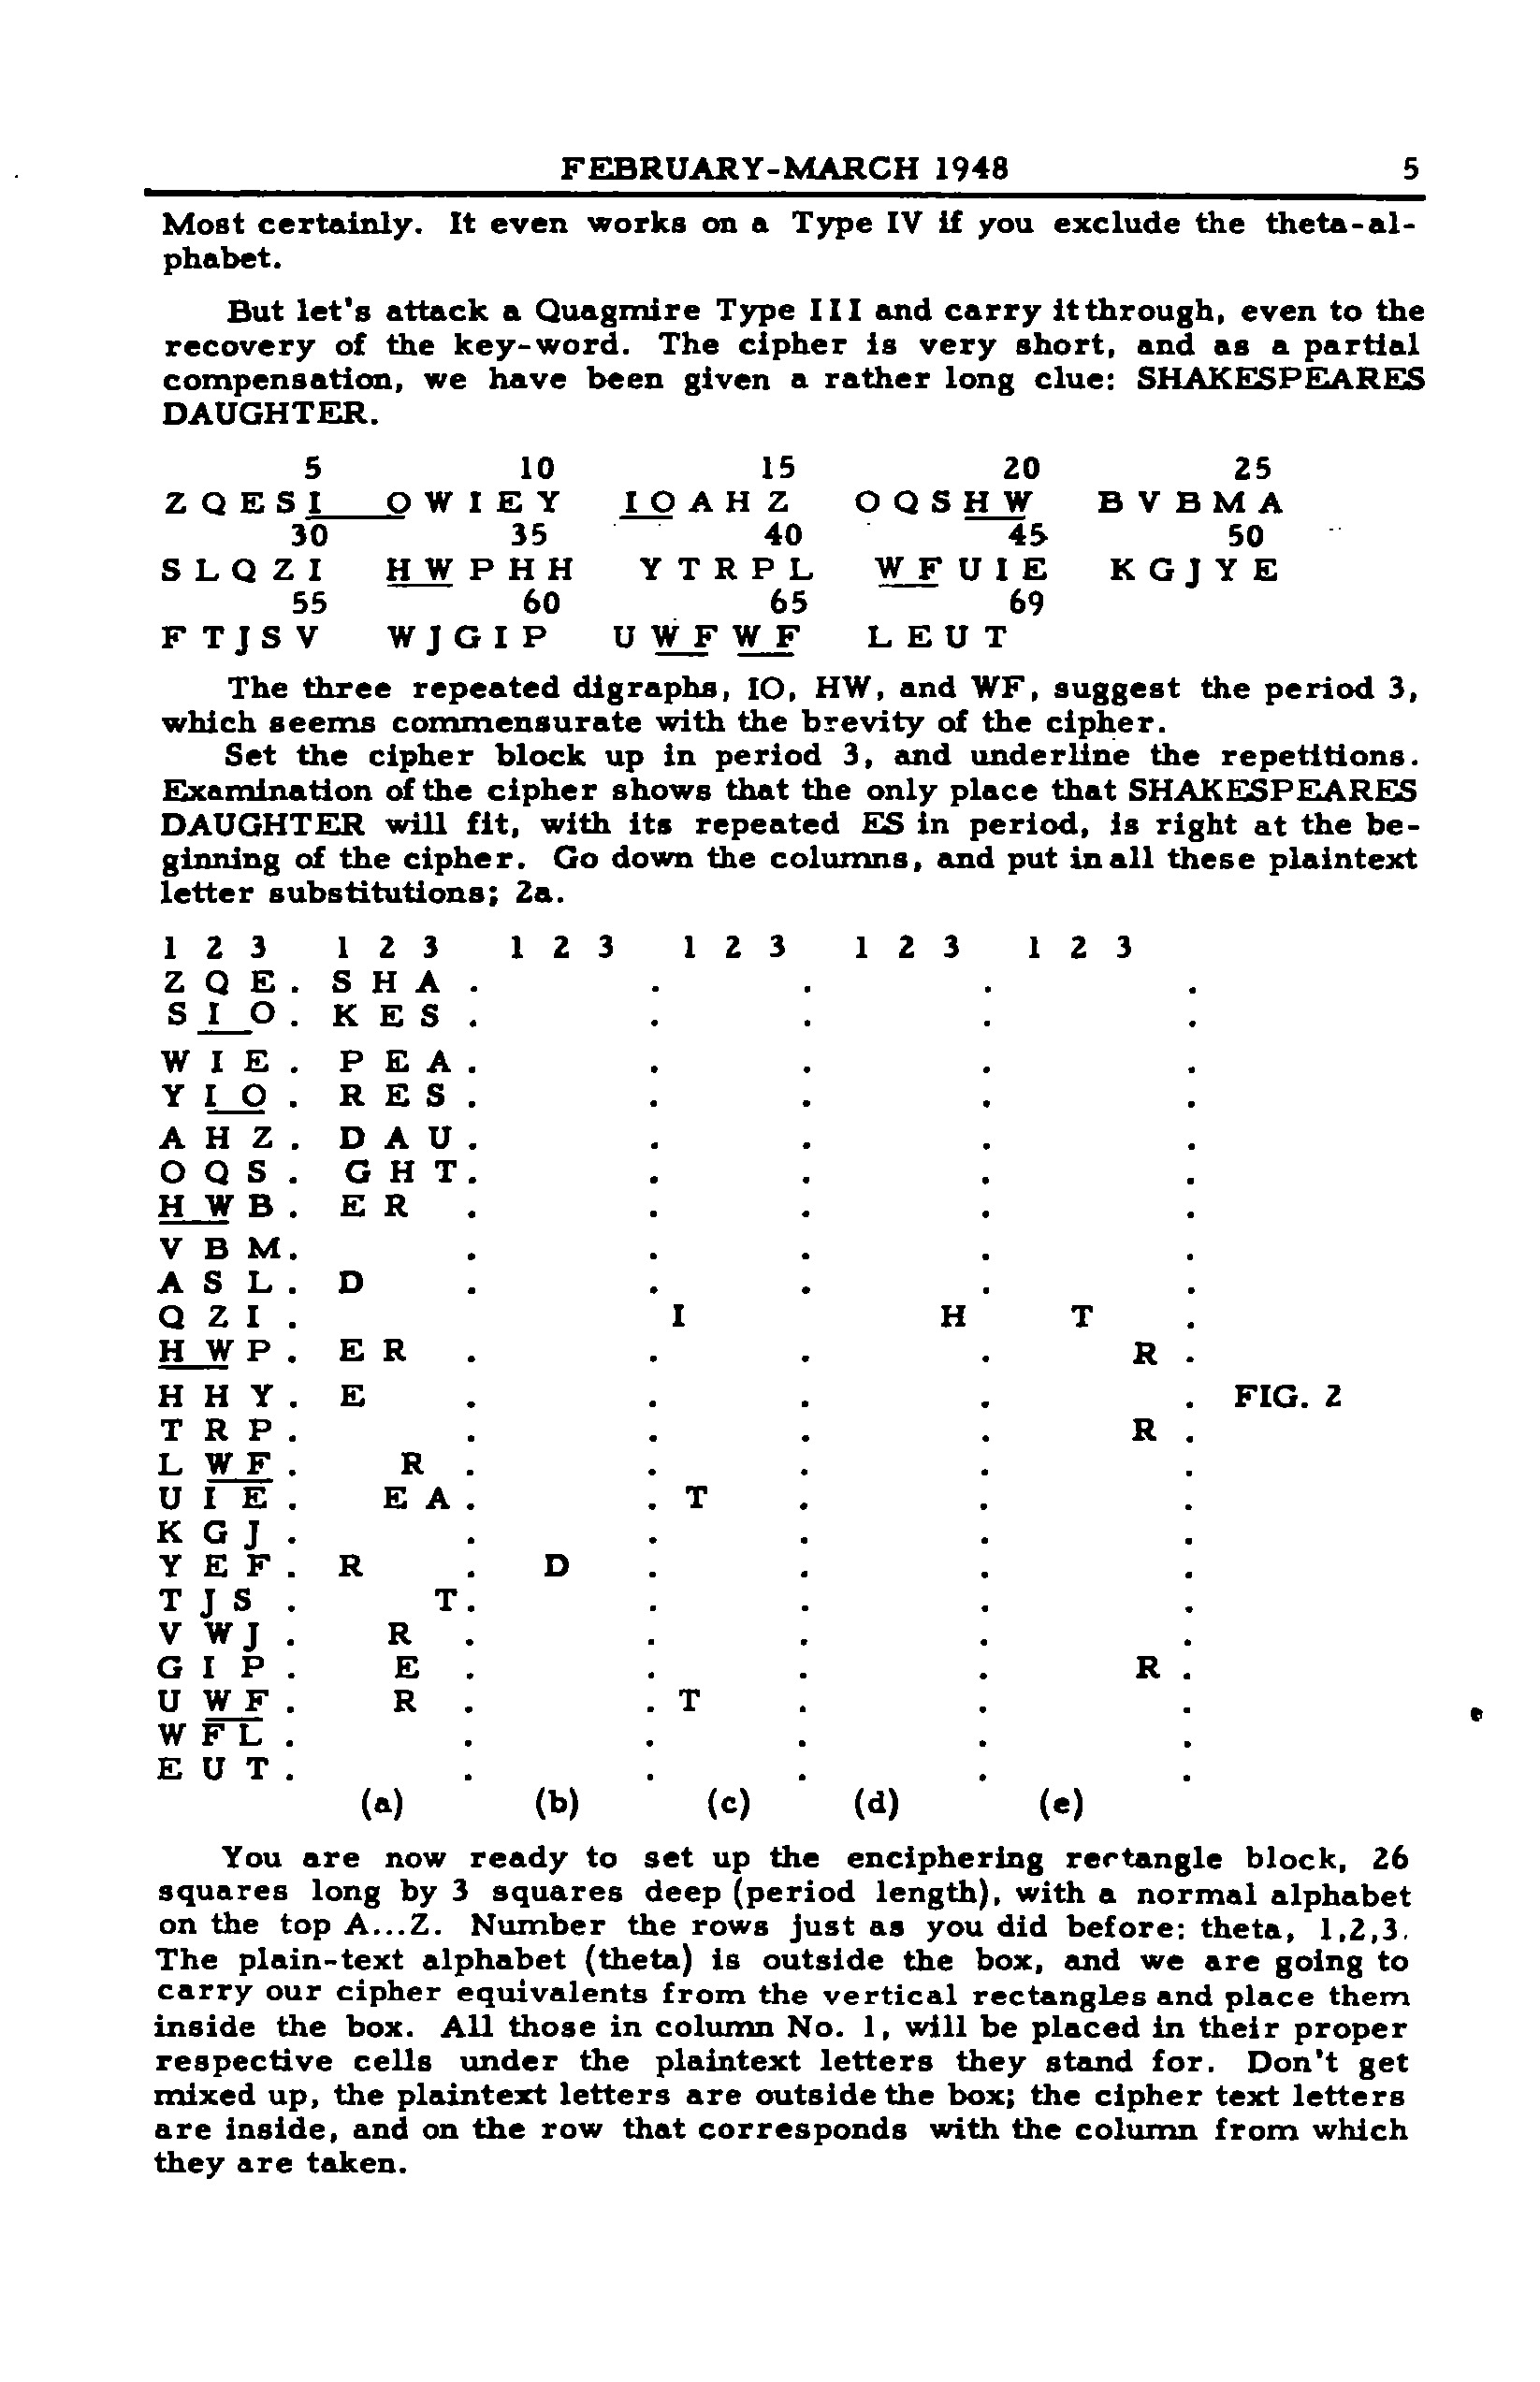 FEBRUARY-MARCH 1948 5
Most certainly. It even works on a Type IV if you exclude the theta-al-
phabet.
But let's attack a Quagmire Type III and carry itthrough, even to the
recovery of the key-word. The cipher is very short, and as a partial
compensation, we have been given a rather long clue: SHAKESPEARES
DAUGHTER.
5 10 15 20 25
Z Q E S I O W I E Y I O A H Z O Q S H W B V B M A
30 35 40 45 50
S L Q Z I H W P H H Y T R P L W F U I E K G J Y E
55 60 65 69
F T J S V W J G I P U W F W F L E U T
The three repeated digraphs, IO, HW, and WF, suggest the period 3,
which seems commensurate with the brevity of the cipher.
Set the cipher block up in period 3, and underline the repetitions.
Examination of the cipher shows that the only place that SHAKESPEARES
DAUGHTER will fit, with its repeated ES in period, is right at the be-
ginning of the cipher. Go down the columns, and put in all these plaintext
letter substitutions; 2a.
1 2 3 1 2 3 1 2 3 1 2 3 1 2 3 1 2 3
Z Q E . S H A . . . . .
S I O . K E S . . . . .
W I E . P E A . . . . .
Y I O . R E S . . . . .
A H Z . D A U . . . . .
O Q S . G H T . . . . .
H W B . E R . . . . .
V B M . . . . . .
A S L . D . . . . .
Q Z I . I H T .
H W P . E R . . . . R .
H H Y . E . . . . . FIG. 2
T R P . . . . . R .
L W F . R . . . . .
U I E . E A . . T . . .
K G J . . . . . .
Y E F . R . D . . . .
T J S . T . . . . .
V W J . R . . . . .
G I P . E . . . . R .
U W F . R . . T . . .
W F L . . . . . .
E U T . . . . . .
(a) (b) (c) (d) (e)
You are now ready to set up the enciphering rectangle block, 26
squares long by 3 squares deep (period length), with a normal alphabet
on the top A...Z. Number the rows just as you did before: theta, 1,2,3.
The plain-text alphabet (theta) is outside the box, and we are going to
carry our cipher equivalents from the vertical rectangles and place them
inside the box. All those in column No. 1, will be placed in their proper
respective cells under the plaintext letters they stand for. Don't get
mixed up, the plaintext letters are outside the box; the cipher text letters
are inside, and on the row that corresponds with the column from which
they are taken.